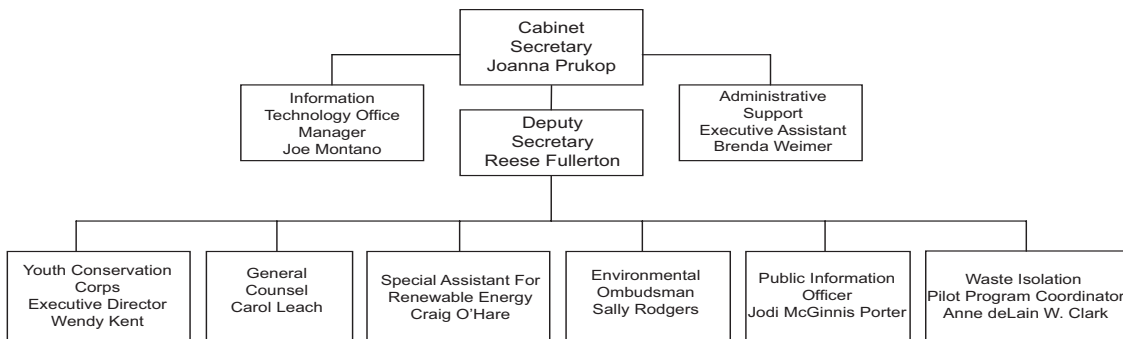 Cabinet
Secretary
Joanna Prukop
Information
Technology Office
Manager
Joe Montano
Administrative
Support
Executive Assistant
Brenda Weimer
Deputy
Secretary
Reese Fullerton
Youth Conservation
Corps
Executive Director
Wendy Kent
General
Counsel
Carol Leach
Special Assistant For
Renewable Energy
Craig O’Hare
Environmental
Ombudsman
Sally Rodgers
Public Information
Officer
Jodi McGinnis Porter
Waste Isolation
Pilot Program Coordinator
Anne deLain W. Clark